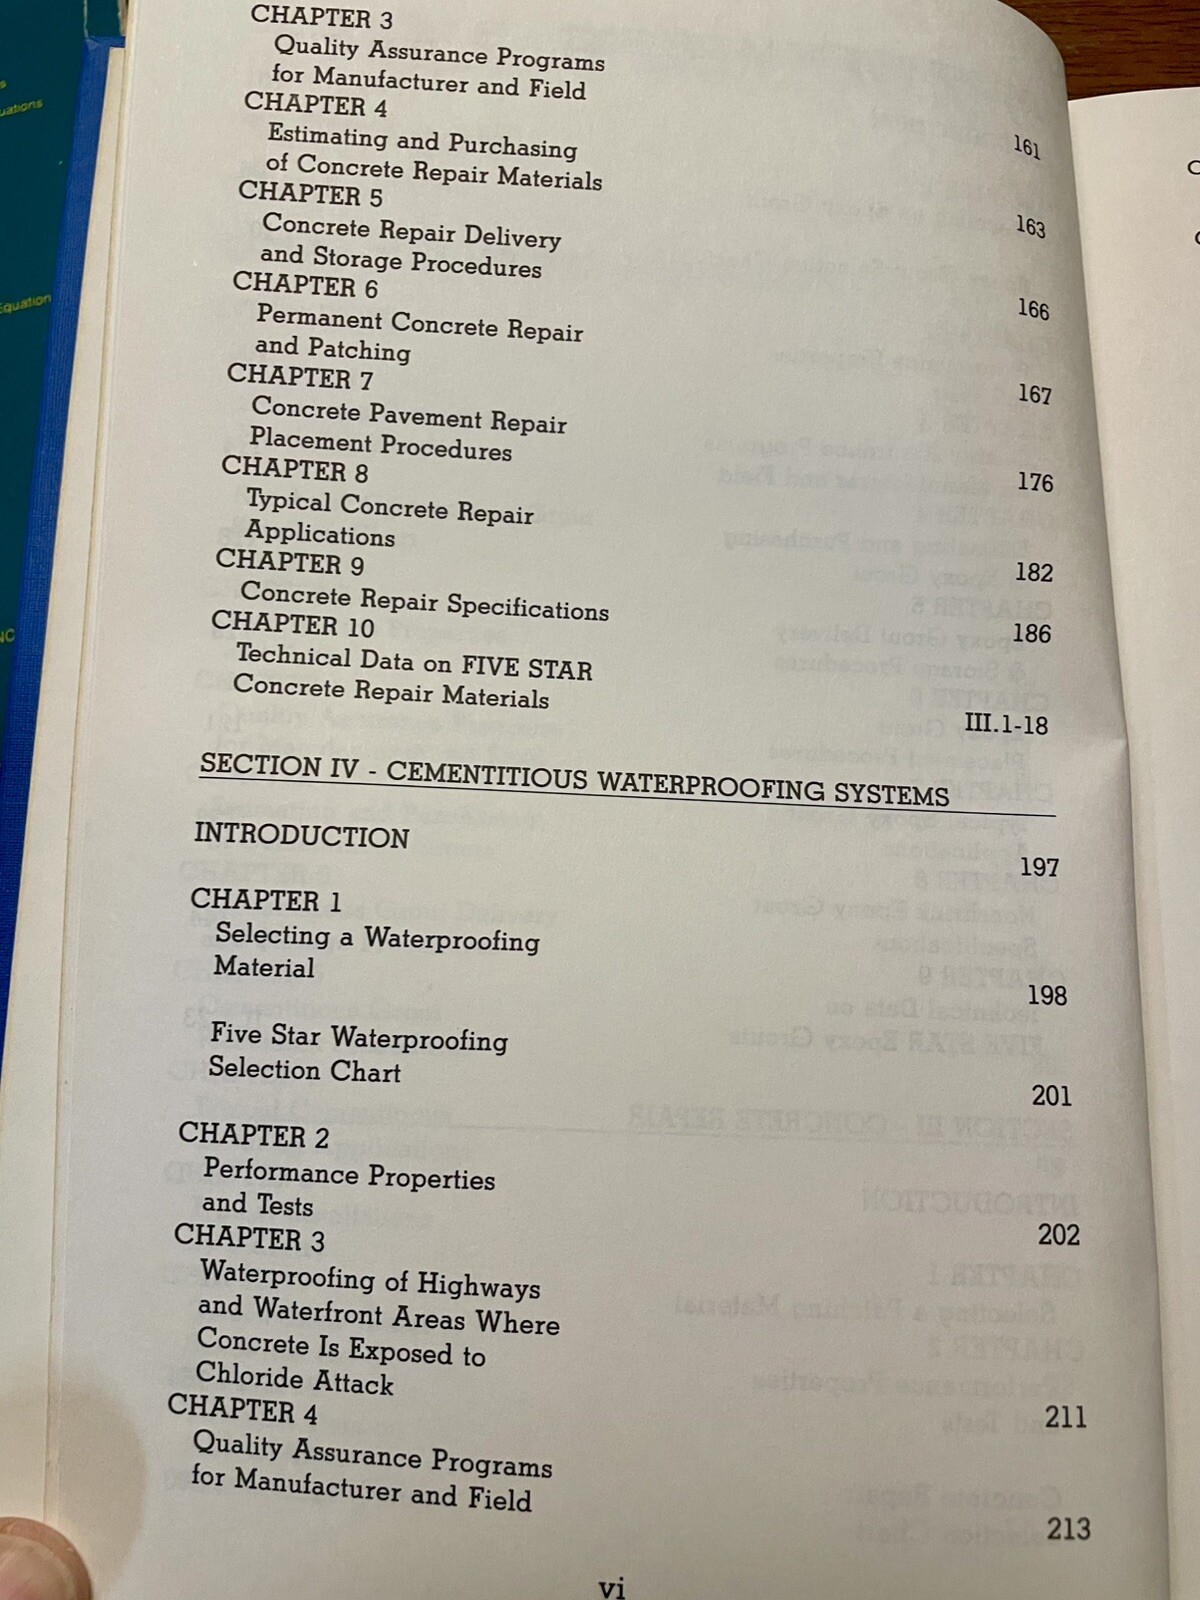 CHAPTER 3
Quality Assurance Programs
for Manufacturer and Field 161
CHAPTER 4
Estimating and Purchasing
of Concrete Repair Materials 163
CHAPTER 5
Concrete Repair Delivery
and Storage Procedures 166
CHAPTER 6
Permanent Concrete Repair
and Patching 167
CHAPTER 7
Concrete Pavement Repair
Placement Procedures 176
CHAPTER 8
Typical Concrete Repair
Applications 182
CHAPTER 9
Concrete Repair Specifications 186
CHAPTER 10
Technical Data on FIVE STAR
Concrete Repair Materials III.1-18
SECTION IV - CEMENTITIOUS WATERPROOFING SYSTEMS
INTRODUCTION 197
CHAPTER 1
Selecting a Waterproofing
Material 198
Five Star Waterproofing
Selection Chart 201
CHAPTER 2
Performance Properties
and Tests 202
CHAPTER 3
Waterproofing of Highways
and Waterfront Areas Where
Concrete Is Exposed to
Chloride Attack 211
CHAPTER 4
Quality Assurance Programs
for Manufacturer and Field 213
vi